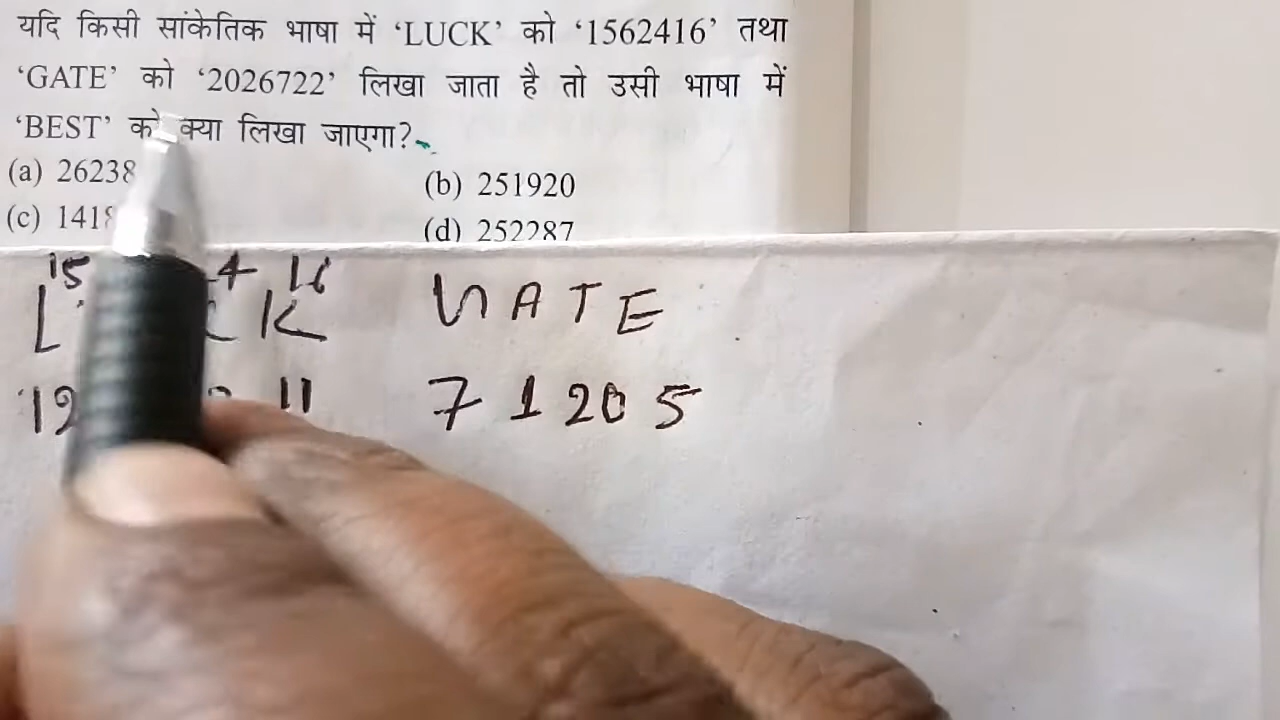 यदि किसी सांकेतिक भाषा में ‘LUCK’ को ‘1562416’ तथा
‘GATE’ को ‘2026722’ लिखा जाता है तो उसी भाषा में
‘BEST’ को क्या लिखा जाएगा?
(a) 26238
(b) 251920
(c) 1418
(d) 252287
15 4 16
L K GATE
12 11 7 1 20 5